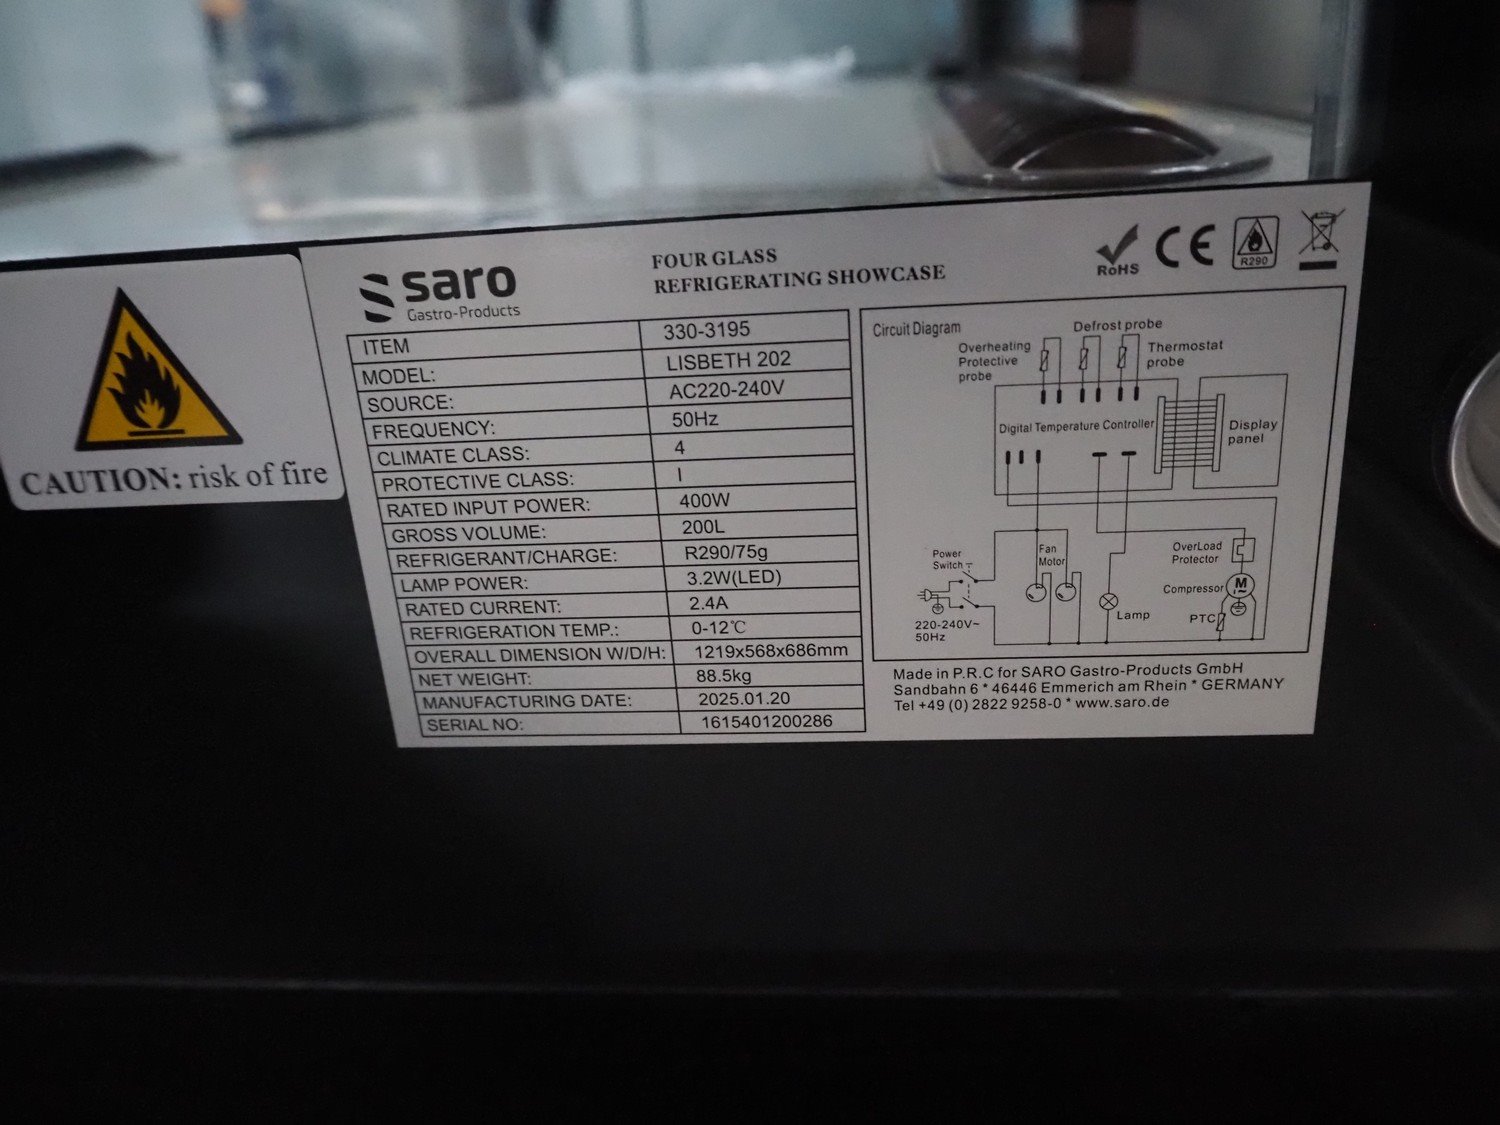 CAUTION: risk of fire
saro
Gastro-Products
FOUR GLASS
REFRIGERATING SHOWCASE
RoHS
CE
R290
ITEM 330-3195
MODEL: LISBETH 202
SOURCE: AC220-240V
FREQUENCY: 50Hz
CLIMATE CLASS: 4
PROTECTIVE CLASS: I
RATED INPUT POWER: 400W
GROSS VOLUME: 200L
REFRIGERANT/CHARGE: R290/75g
LAMP POWER: 3.2W(LED)
RATED CURRENT: 2.4A
REFRIGERATION TEMP.: 0-12℃
OVERALL DIMENSION W/D/H: 1219x568x686mm
NET WEIGHT: 88.5kg
MANUFACTURING DATE: 2025.01.20
SERIAL NO: 1615401200286
Circuit Diagram
Defrost probe
Overheating
Protective
probe
Thermostat
probe
Digital Temperature Controller
Display
panel
Power
Switch
Fan
Motor
OverLoad
Protector
Compressor
M
~
PTC
Lamp
220-240V~
50Hz
Made in P.R.C for SARO Gastro-Products GmbH
Sandbahn 6 * 46446 Emmerich am Rhein * GERMANY
Tel +49 (0) 2822 9258-0 * www.saro.de